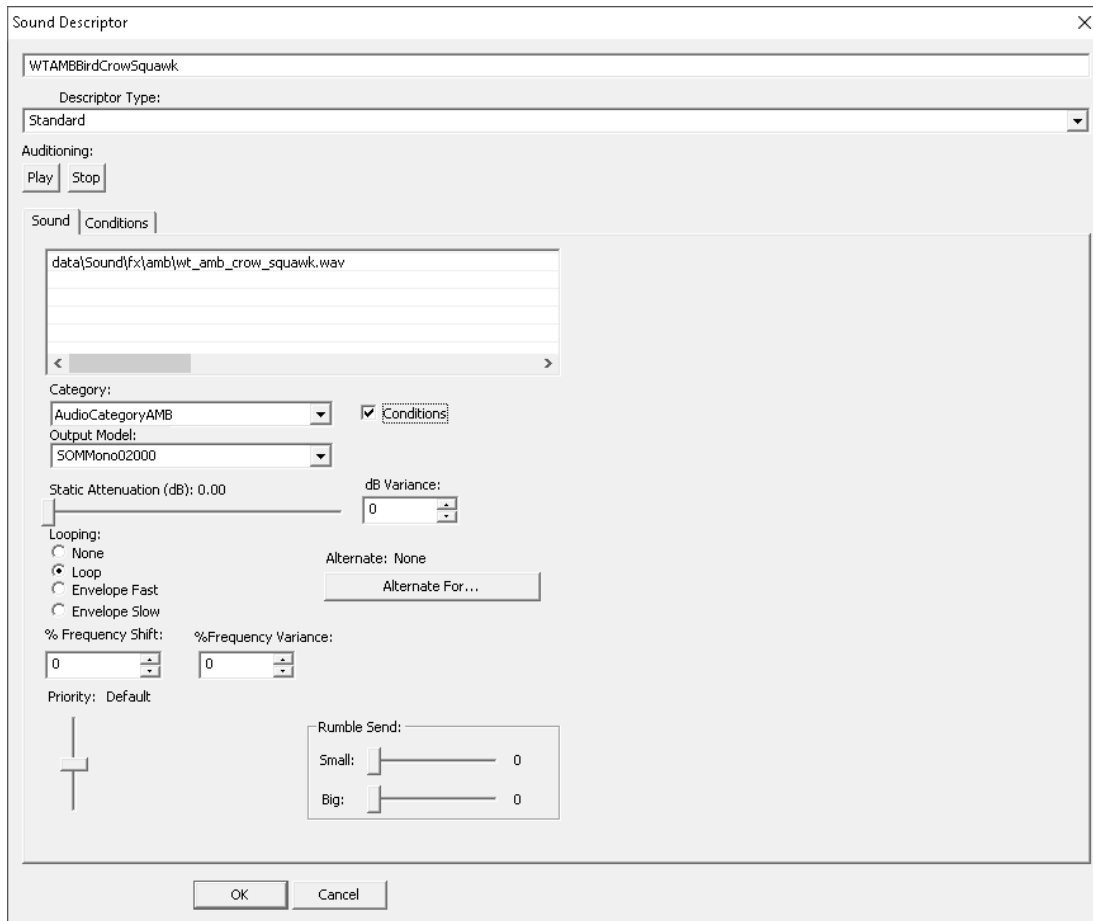 Sound Descriptor
WTAMBBirdCrowSquawk
Descriptor Type:
Standard
Auditioning:
Play Stop
Sound Conditions
data\Sound\fx\amb\wt_amb_crow_squawk.wav
Category:
AudioCategoryAMB Conditions
Output Model:
SOMMono02000
Static Attenuation (dB): 0.00 dB Variance:
0
Looping:
None
Loop
Envelope Fast
Envelope Slow
Alternate: None
Alternate For...
% Frequency Shift: %Frequency Variance:
0 0
Priority: Default
Rumble Send:
Small: 0
Big: 0
OK Cancel